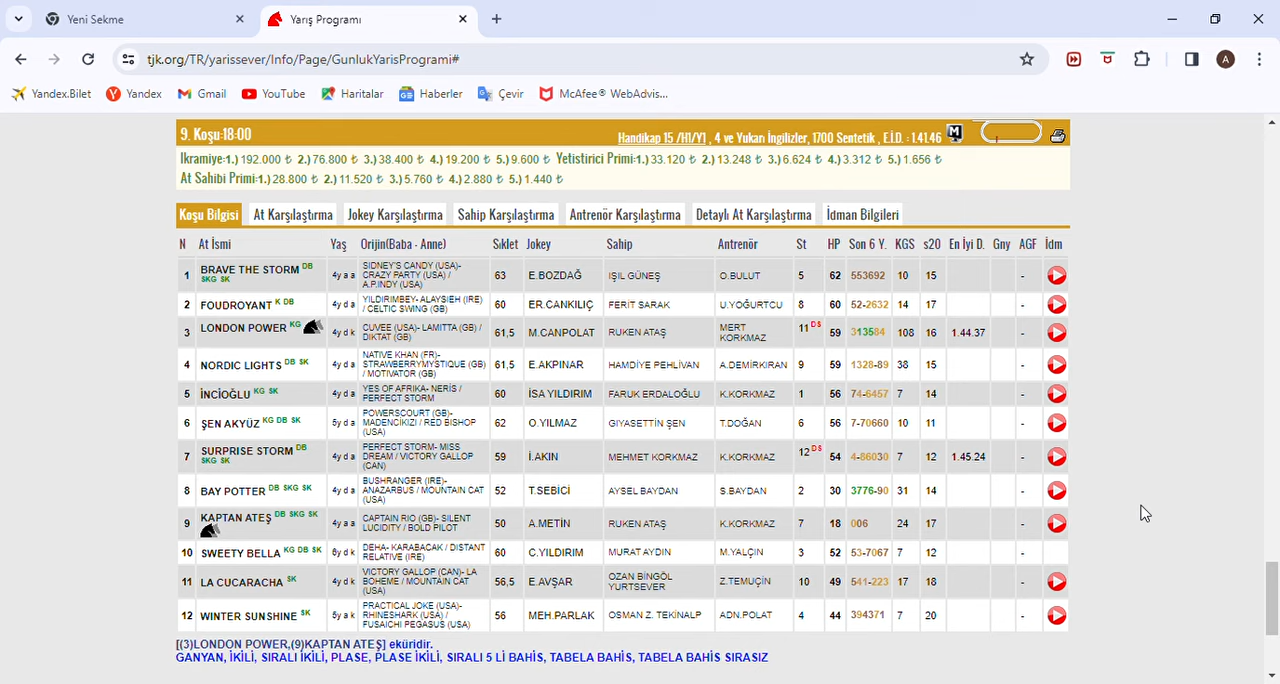 Yeni Sekme
Yarış Programı
tjk.org/TR/yarissever/Info/Page/GunlukYarisProgrami#
A
Yandex.Bilet Yandex Gmail YouTube Haritalar Haberler Çevir McAfee® WebAdvis...
9. Koşu:18:00
Handikap 15 /H1/Y1 , 4 ve Yukarı İngilizler, 1700 Sentetik , E.İ.D. : 1.41.46
İkramiye:1.) 192.000 ₺ 2.) 76.800 ₺ 3.) 38.400 ₺ 4.) 19.200 ₺ 5.) 9.600 ₺ Yetistirici Primi:1.) 33.120 ₺ 2.) 13.248 ₺ 3.) 6.624 ₺ 4.) 3.312 ₺ 5.) 1.656 ₺
At Sahibi Primi:1.) 28.800 ₺ 2.) 11.520 ₺ 3.) 5.760 ₺ 4.) 2.880 ₺ 5.) 1.440 ₺
Koşu Bilgisi At Karşılaştırma Jokey Karşılaştırma Sahip Karşılaştırma Antrenör Karşılaştırma Detaylı At Karşılaştırma İdman Bilgileri
N At İsmi Yaş Orijin(Baba - Anne) Sıklet Jokey Sahip Antrenör St HP Son 6 Y. KGS s20 En İyi D. Gny AGF İdm
1 BRAVE THE STORM DB SKG SK 4y a a SIDNEY'S CANDY (USA)- CRAZY PARTY (USA) / A.P.INDY (USA) 63 E.BOZDAĞ IŞIL GÜNEŞ O.BULUT 5 62 553692 10 15 -
2 FOUDROYANT K DB 4y d a YILDIRIMBEY- ALAYSIEH (IRE) / CELTIC SWING (GB) 60 ER.CANKILIÇ FERİT SARAK U.YOĞURTCU 8 60 52-2632 14 17 -
3 LONDON POWER KG 4y d k CUVEE (USA)- LAMITTA (GB) / DIKTAT (GB) 61,5 M.CANPOLAT RUKEN ATAŞ MERT KORKMAZ 11 DS 59 313584 108 16 1.44.37 -
4 NORDIC LIGHTS DB SK 4y d a NATIVE KHAN (FR)- STRAWBERRYMYSTIQUE (GB) / MOTIVATOR (GB) 61,5 E.AKPINAR HAMDİYE PEHLİVAN A.DEMİRKIRAN 9 59 1328-89 38 15 -
5 İNCİOĞLU KG SK 4y d a YES OF AFRIKA- NERİS / PERFECT STORM 60 İSA YILDIRIM FARUK ERDALOĞLU K.KORKMAZ 1 56 74-6457 7 14 -
6 ŞEN AKYÜZ KG DB SK 5y d a POWERSCOURT (GB)- MADENCIKIZI / RED BISHOP (USA) 62 O.YILMAZ GIYASETTİN ŞEN T.DOĞAN 6 56 7-70660 10 11 -
7 SURPRISE STORM DB SKG SK 4y d a PERFECT STORM- MISS DREAM / VICTORY GALLOP (CAN) 59 İ.AKIN MEHMET KORKMAZ K.KORKMAZ 12 DS 54 4-86030 7 12 1.45.24 -
8 BAY POTTER DB SKG SK 4y d a BUSHRANGER (IRE)- ANAZARBUS / MOUNTAIN CAT (USA) 52 T.SEBİCİ AYSEL BAYDAN S.BAYDAN 2 30 3776-90 31 14 -
9 KAPTAN ATEŞ DB SKG SK 4y a a CAPTAIN RIO (GB)- SILENT LUCIDITY / BOLD PILOT 50 A.METİN RUKEN ATAŞ K.KORKMAZ 7 18 006 24 17 -
10 SWEETY BELLA KG DB SK 6y d k DEHA- KARABACAK / DISTANT RELATIVE (IRE) 60 C.YILDIRIM MURAT AYDIN M.YALÇIN 3 52 53-7067 7 12 -
11 LA CUCARACHA SK 4y d k VICTORY GALLOP (CAN)- LA BOHEME / MOUNTAIN CAT (USA) 56,5 E.AVŞAR OZAN BİNGÖL YURTSEVER Z.TEMUÇİN 10 49 541-223 17 18 -
12 WINTER SUNSHINE SK 5y a k PRACTICAL JOKE (USA)- RHINESHARK (USA) / FUSAICHI PEGASUS (USA) 56 MEH.PARLAK OSMAN Z. TEKİNALP ADN.POLAT 4 44 394371 7 20 -
[(3)LONDON POWER,(9)KAPTAN ATEŞ] eküridir.
GANYAN, İKİLİ, SIRALI İKİLİ, PLASE, PLASE İKİLİ, SIRALI 5 Lİ BAHİS, TABELA BAHİS, TABELA BAHİS SIRASIZ